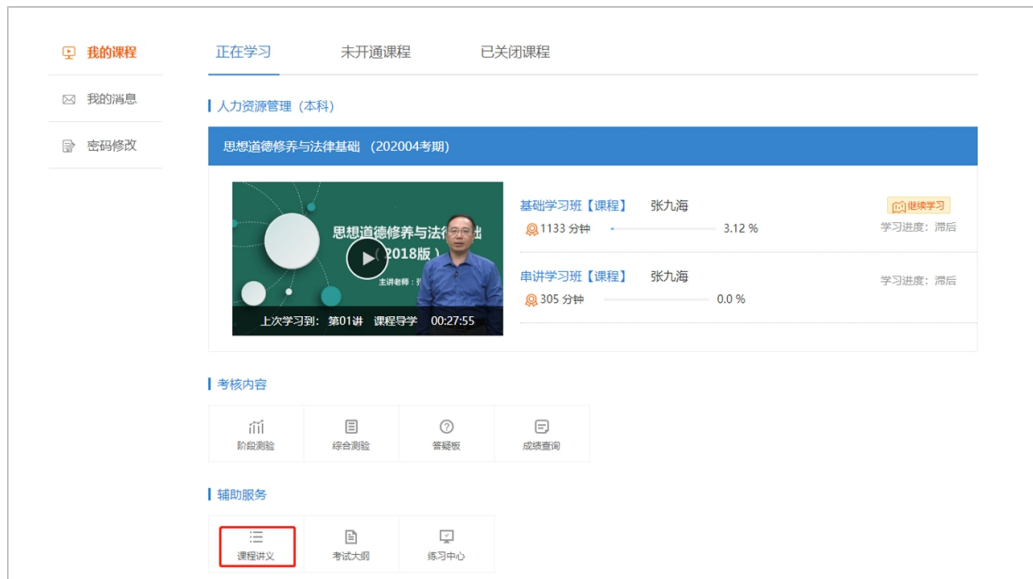 我的课程
我的消息
密码修改
正在学习 未开通课程 已关闭课程
人力资源管理（本科）
思想道德修养与法律基础 （202004考期）
思想道德修养与法律基础
（2018版）
主讲老师：
上次学习到： 第01讲 课程导学 00:27:55
基础学习班【课程】 张九海 继续学习
1133 分钟 3.12 % 学习进度：滞后
串讲学习班【课程】 张九海 学习进度：滞后
305 分钟 0.0 %
考核内容
阶段测验 综合测验 答疑板 成绩查询
辅助服务
课程讲义 考试大纲 练习中心